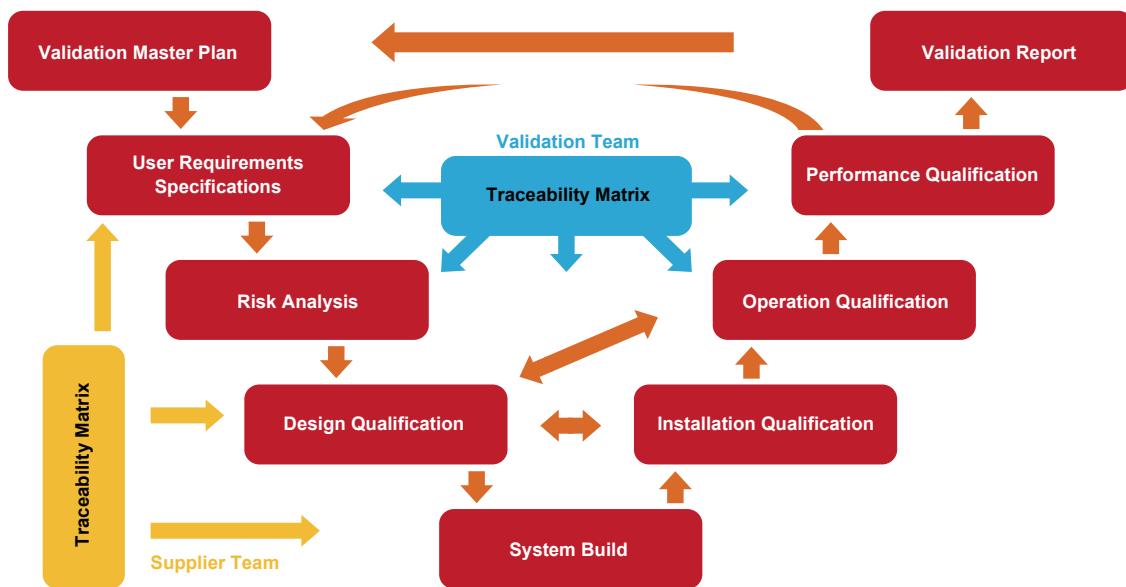 Validation Master Plan
Validation Report
Validation Team
User Requirements
Specifications
Traceability Matrix
Performance Qualification
Risk Analysis
Operation Qualification
Traceability Matrix
Design Qualification
Installation Qualification
Supplier Team
System Build